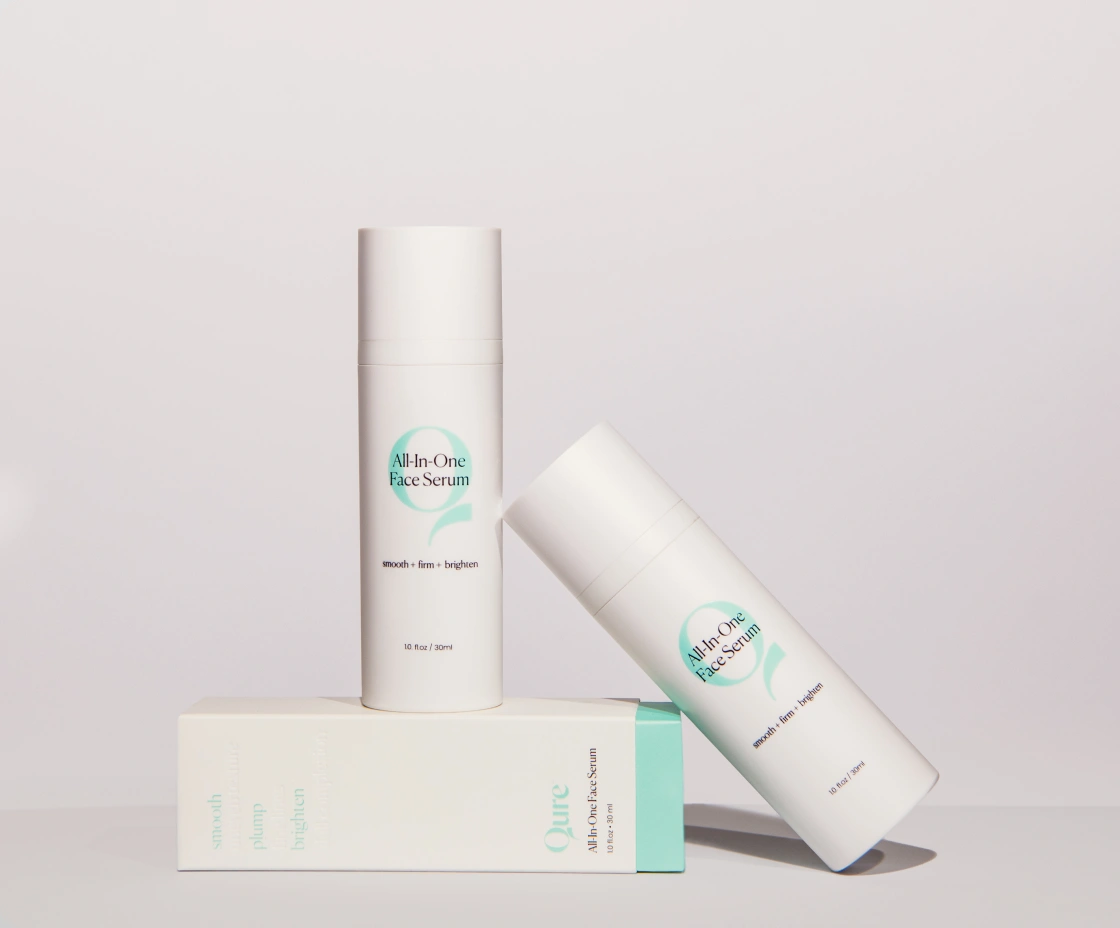 Q
All-In-One
Face Serum
smooth + firm + brighten
1.0 fl.oz / 30ml
Q
All-In-One
Face Serum
smooth + firm + brighten
1.0 fl.oz / 30ml
smooth
plump
brighten
Qure
All-In-One Face Serum
1.0 fl.oz • 30 ml